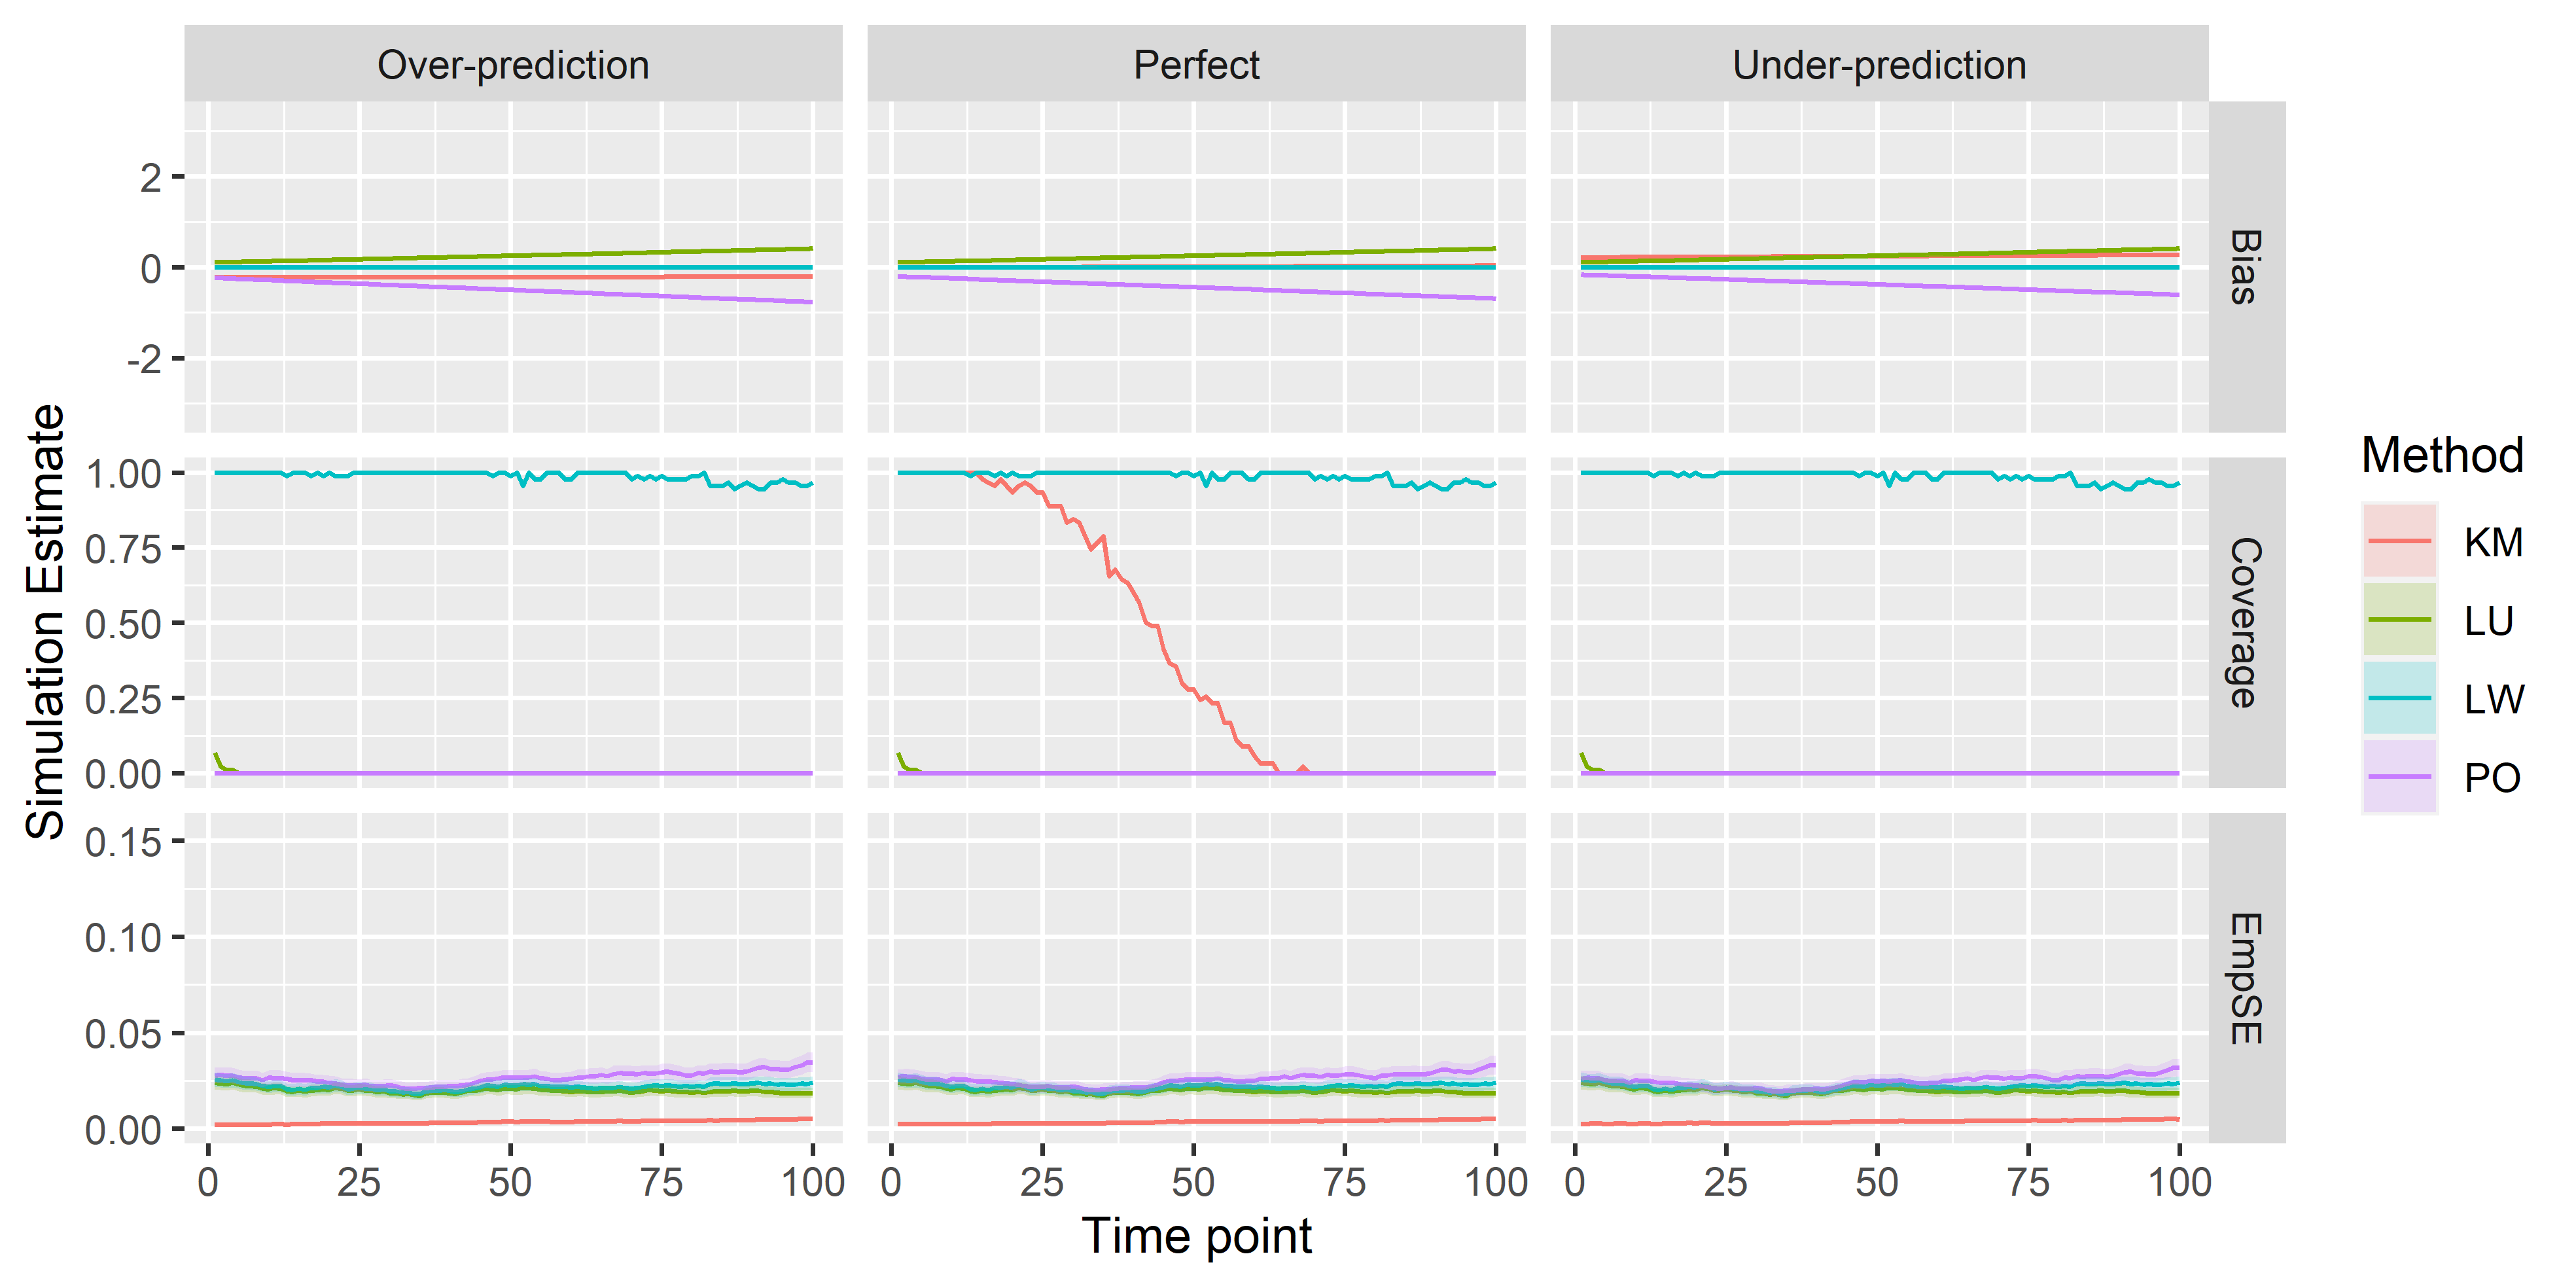 Over-prediction
Perfect
Under-prediction
2
0
-2
Bias
1.00
0.75
0.50
0.25
0.00
Coverage
0.15
0.10
0.05
0.00
EmpSE
0 25 50 75 100
0 25 50 75 100
0 25 50 75 100
Time point
Simulation Estimate
Method
KM
LU
LW
PO